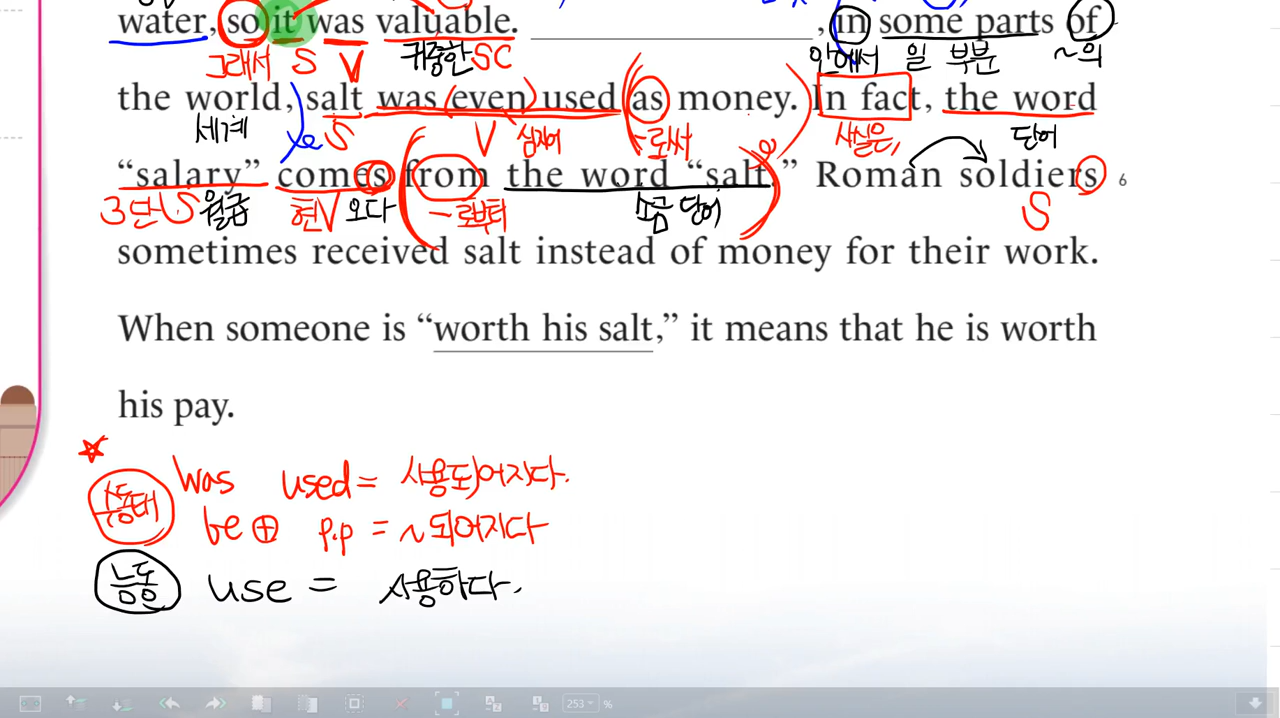 water, so it was valuable. ____________, in some parts of
그래서 S V 귀중한 SC 안에서 일 부분 ~의
the world, salt was (even) used (as money.) In fact, the word
세계 S V 심지어 ~로써 사실은, 단어
“salary” comes (from the word “salt.”) Roman soldiers 6
3단 S 월급 현V 오다 ~로부터 소금 단어 S
sometimes received salt instead of money for their work.
When someone is “worth his salt,” it means that he is worth
his pay.
수동태 was used = 사용되어지다.
be + p.p = ~되어지다
능동 use = 사용하다.
253 %